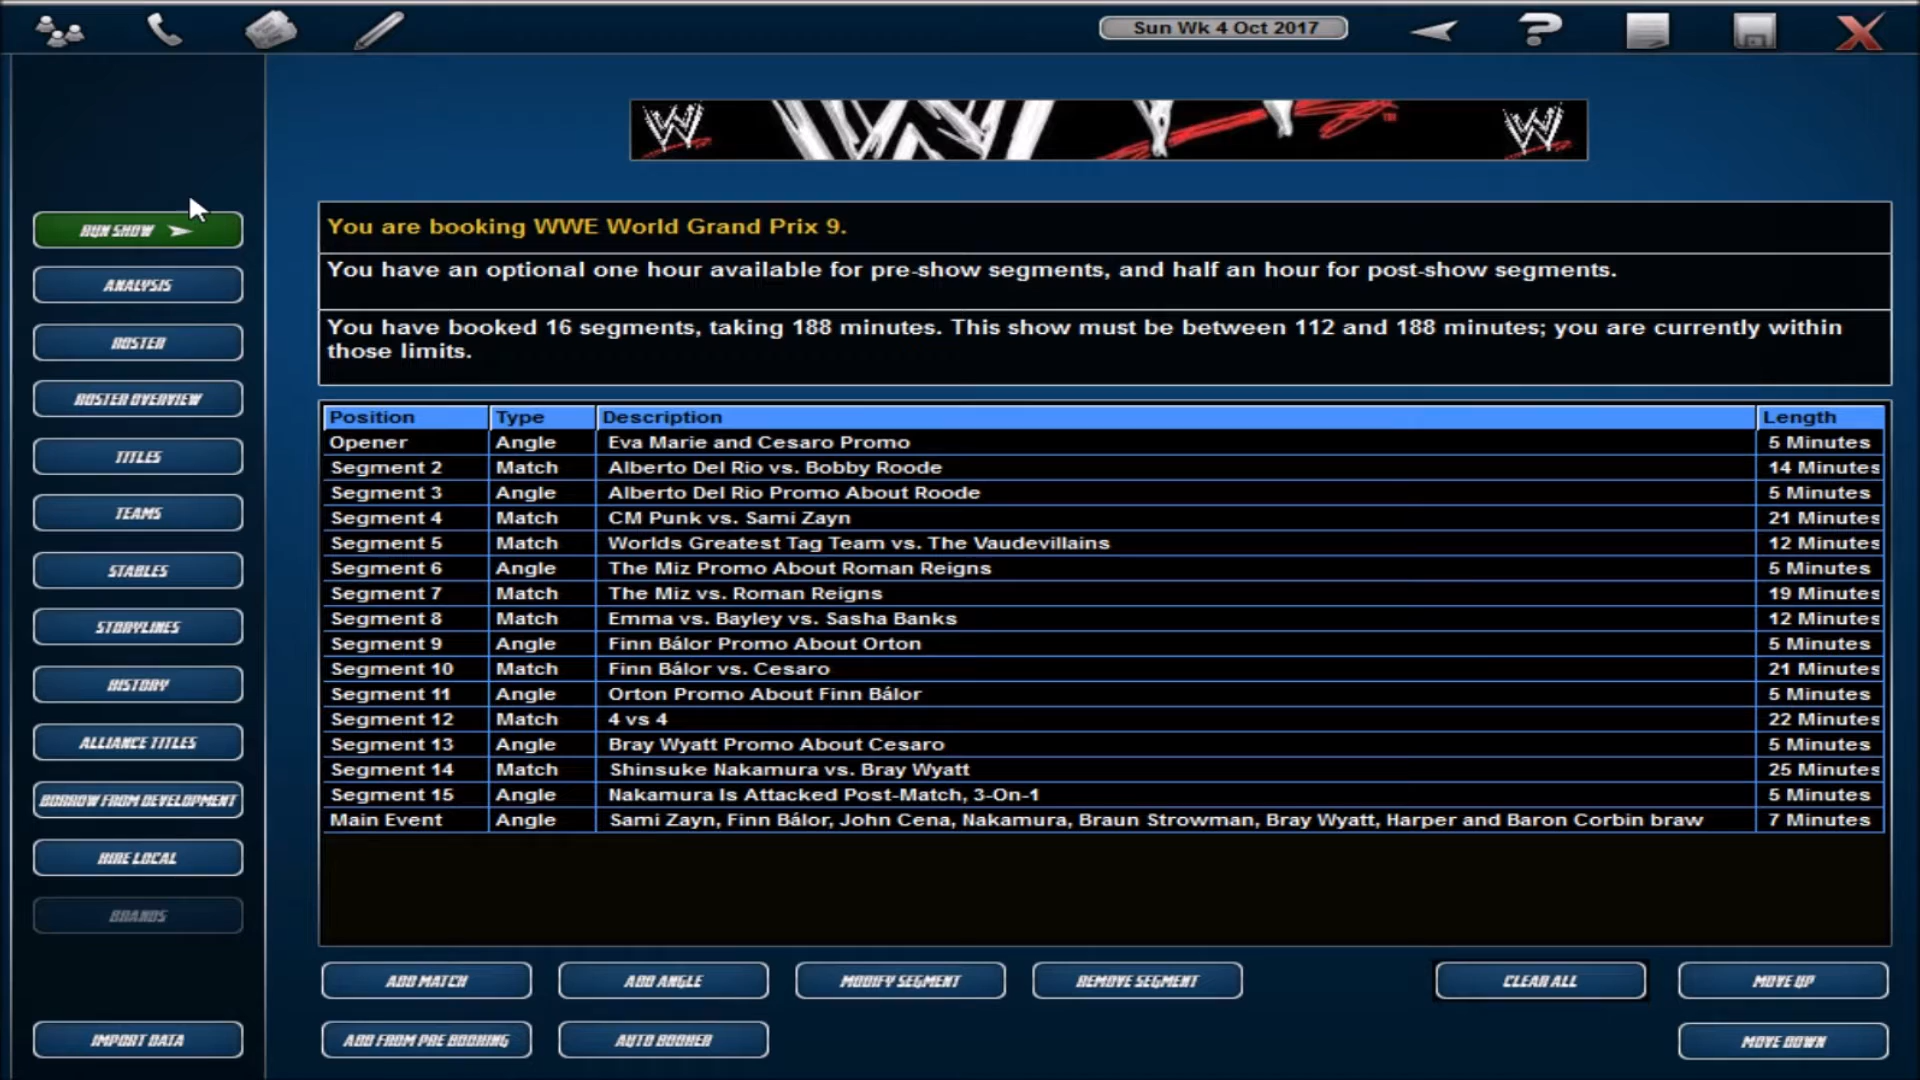 Sun Wk 4 Oct 2017
RUN SHOW
ANALYSIS
ROSTER
ROSTER OVERVIEW
TITLES
TEAMS
STABLES
STORYLINES
HISTORY
ALLIANCE TITLES
BORROW FROM DEVELOPMENT
HIRE LOCAL
BRANDS
IMPORT DATA
You are booking WWE World Grand Prix 9.
You have an optional one hour available for pre-show segments, and half an hour for post-show segments.
You have booked 16 segments, taking 188 minutes. This show must be between 112 and 188 minutes; you are currently within
those limits.
Position Type Description Length
Opener Angle Eva Marie and Cesaro Promo 5 Minutes
Segment 2 Match Alberto Del Rio vs. Bobby Roode 14 Minutes
Segment 3 Angle Alberto Del Rio Promo About Roode 5 Minutes
Segment 4 Match CM Punk vs. Sami Zayn 21 Minutes
Segment 5 Match Worlds Greatest Tag Team vs. The Vaudevillains 12 Minutes
Segment 6 Angle The Miz Promo About Roman Reigns 5 Minutes
Segment 7 Match The Miz vs. Roman Reigns 19 Minutes
Segment 8 Match Emma vs. Bayley vs. Sasha Banks 12 Minutes
Segment 9 Angle Finn Bálor Promo About Orton 5 Minutes
Segment 10 Match Finn Bálor vs. Cesaro 21 Minutes
Segment 11 Angle Orton Promo About Finn Bálor 5 Minutes
Segment 12 Match 4 vs 4 22 Minutes
Segment 13 Angle Bray Wyatt Promo About Cesaro 5 Minutes
Segment 14 Match Shinsuke Nakamura vs. Bray Wyatt 25 Minutes
Segment 15 Angle Nakamura Is Attacked Post-Match, 3-On-1 5 Minutes
Main Event Angle Sami Zayn, Finn Bálor, John Cena, Nakamura, Braun Strowman, Bray Wyatt, Harper and Baron Corbin braw 7 Minutes
ADD MATCH ADD ANGLE MODIFY SEGMENT REMOVE SEGMENT CLEAR ALL MOVE UP
ADD FROM PRE BOOKING AUTO BOOKER MOVE DOWN